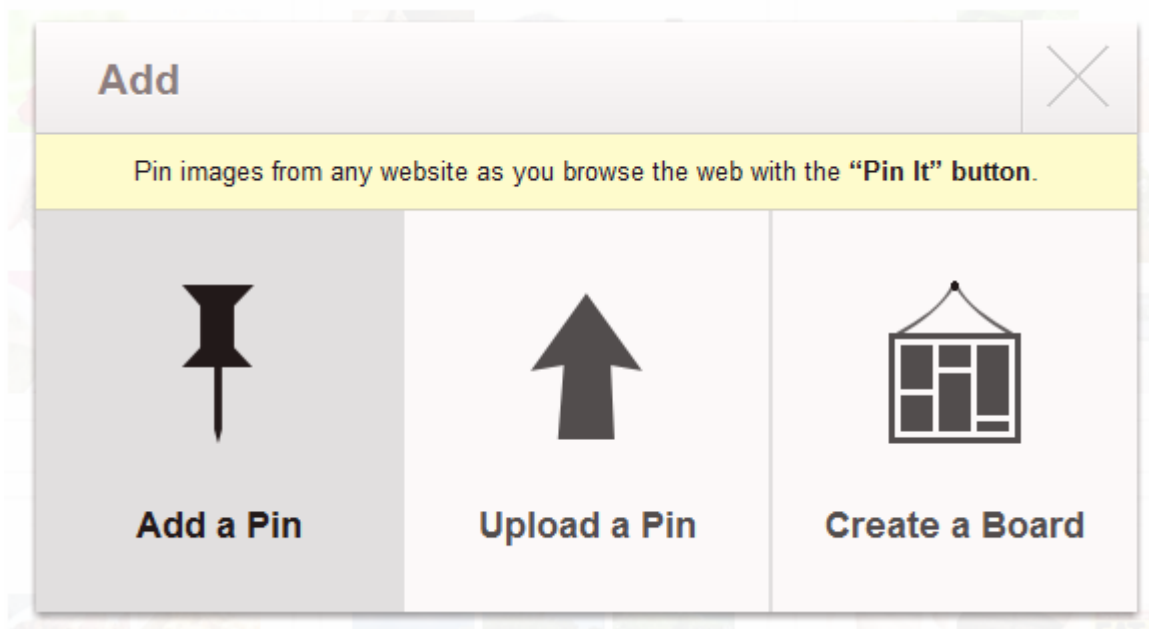 Add
Pin images from any website as you browse the web with the “Pin It” button.
Add a Pin
Upload a Pin
Create a Board